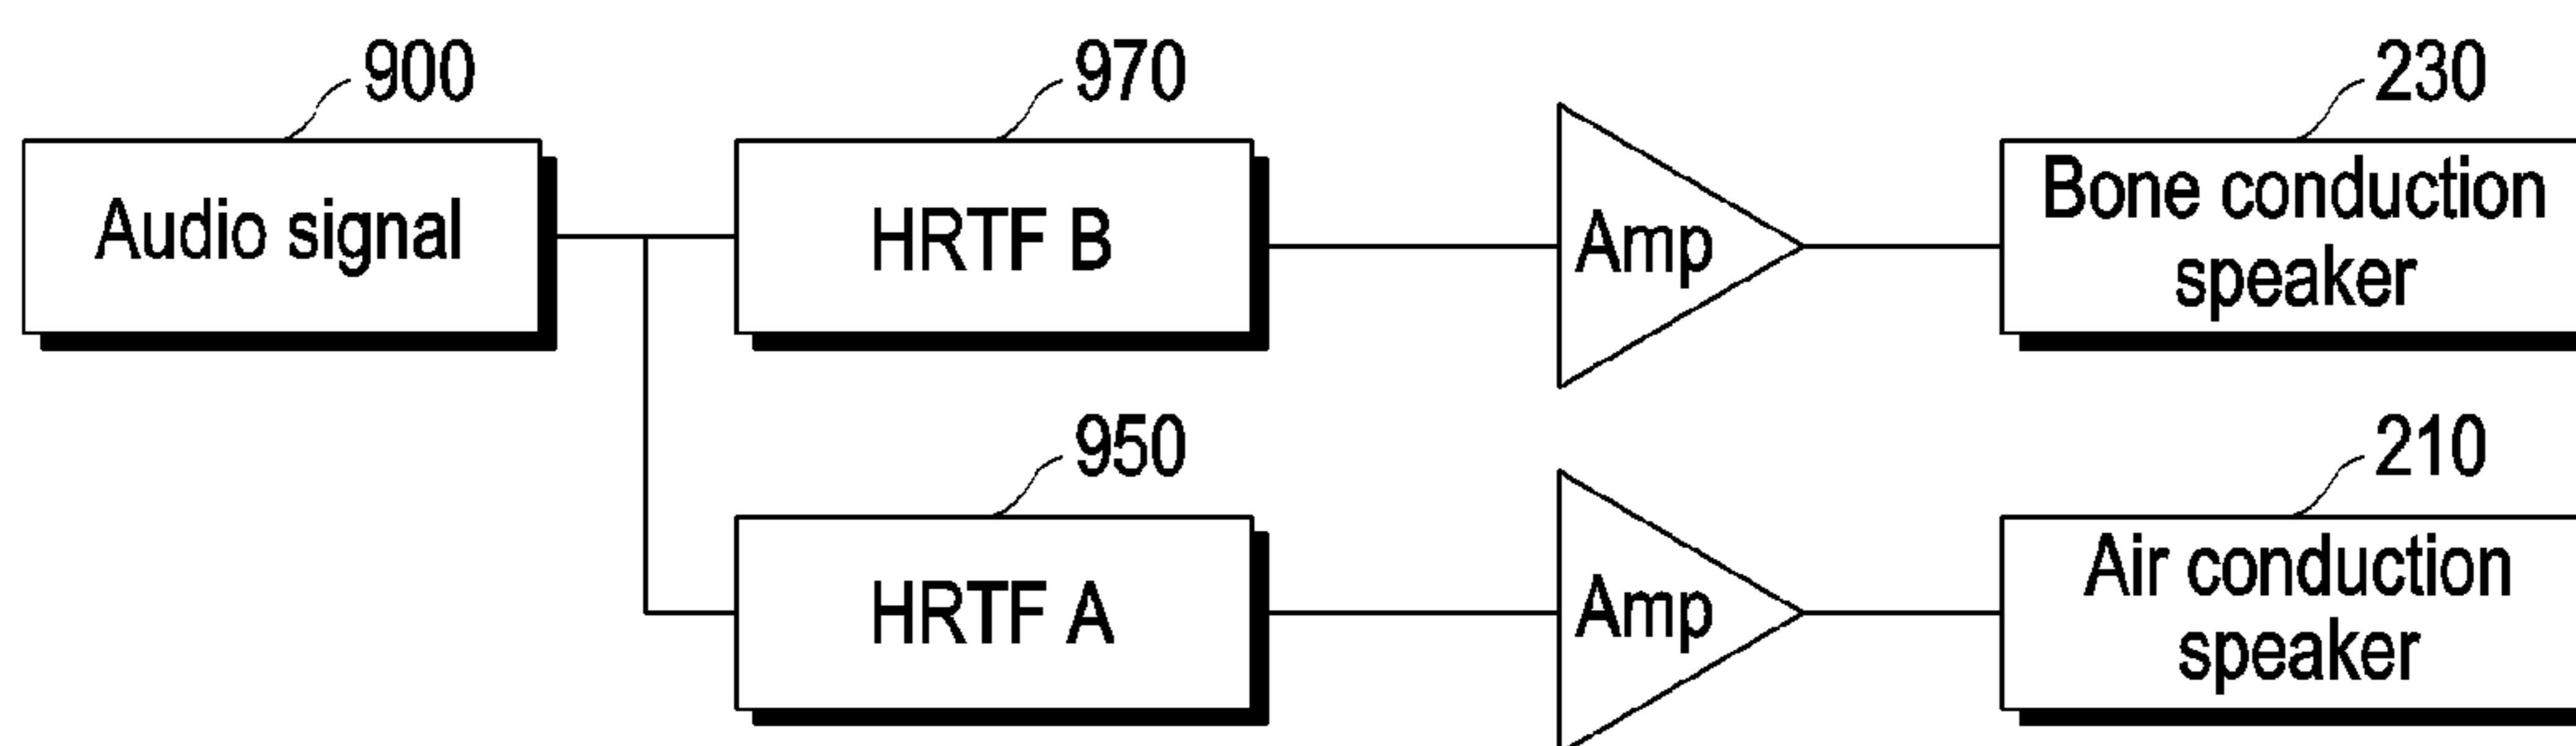 900
970
230
Audio signal
HRTF B
Amp
Bone conduction
speaker
950
210
HRTF A
Amp
Air conduction
speaker